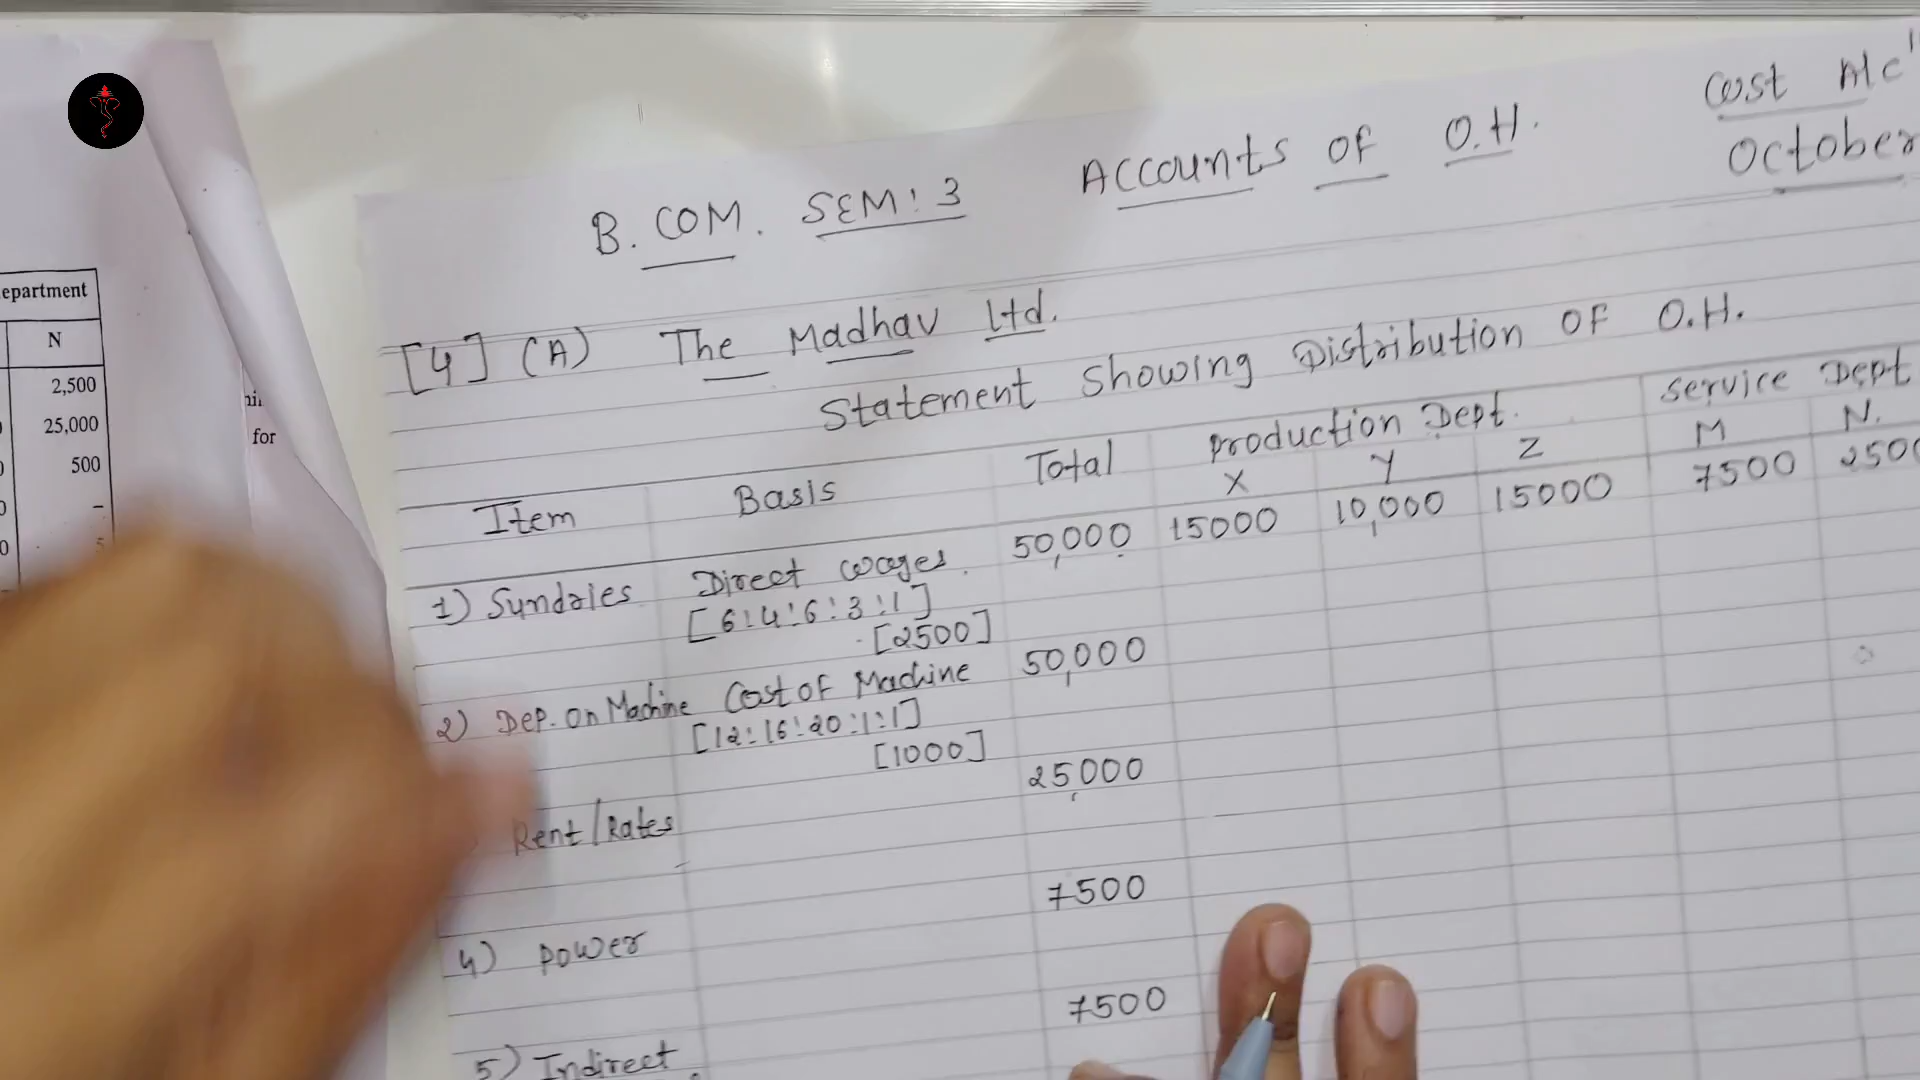 Cost
October
Accounts of O.H.
B.COM. SEM:3
[4] (A) The Madhav Ltd.
Statement Showing Distribution of O.H.
Item Basis Total Production Dept. Service Dept
X Y Z M N.
1) Sundries Direct wages. 50,000 15000 10,000 15000 7500 250
[6:4:6:3:1]
[2500]
2) Dep. on Machine Cost of Machine 50,000
[12:16:20:1:1]
[1000]
Rent/Rates 25,000
4) Power 7500
5) Indirect 7500
epartment
N
2,500
25,000
500
-
for